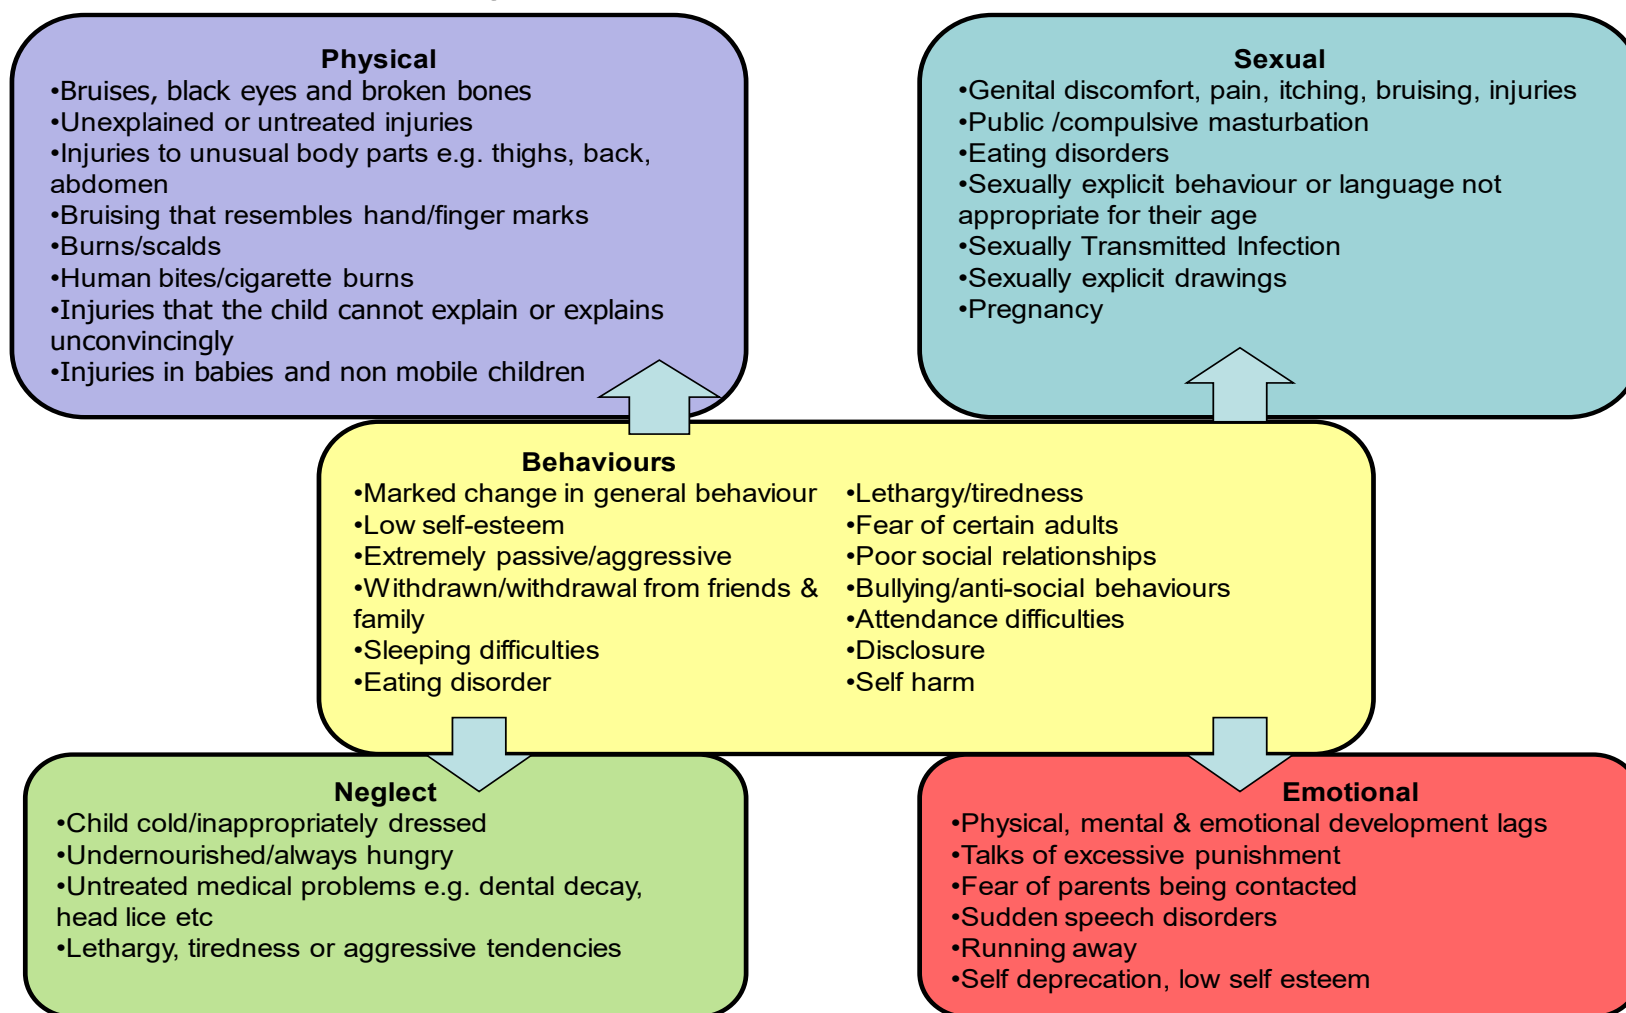 Physical
•Bruises, black eyes and broken bones
•Unexplained or untreated injuries
•Injuries to unusual body parts e.g. thighs, back,
abdomen
•Bruising that resembles hand/finger marks
•Burns/scalds
•Human bites/cigarette burns
•Injuries that the child cannot explain or explains
unconvincingly
•Injuries in babies and non mobile children
Sexual
•Genital discomfort, pain, itching, bruising, injuries
•Public /compulsive masturbation
•Eating disorders
•Sexually explicit behaviour or language not
appropriate for their age
•Sexually Transmitted Infection
•Sexually explicit drawings
•Pregnancy
Behaviours
•Marked change in general behaviour
•Low self-esteem
•Extremely passive/aggressive
•Withdrawn/withdrawal from friends &
family
•Sleeping difficulties
•Eating disorder
•Lethargy/tiredness
•Fear of certain adults
•Poor social relationships
•Bullying/anti-social behaviours
•Attendance difficulties
•Disclosure
•Self harm
Neglect
•Child cold/inappropriately dressed
•Undernourished/always hungry
•Untreated medical problems e.g. dental decay,
head lice etc
•Lethargy, tiredness or aggressive tendencies
Emotional
•Physical, mental & emotional development lags
•Talks of excessive punishment
•Fear of parents being contacted
•Sudden speech disorders
•Running away
•Self deprecation, low self esteem